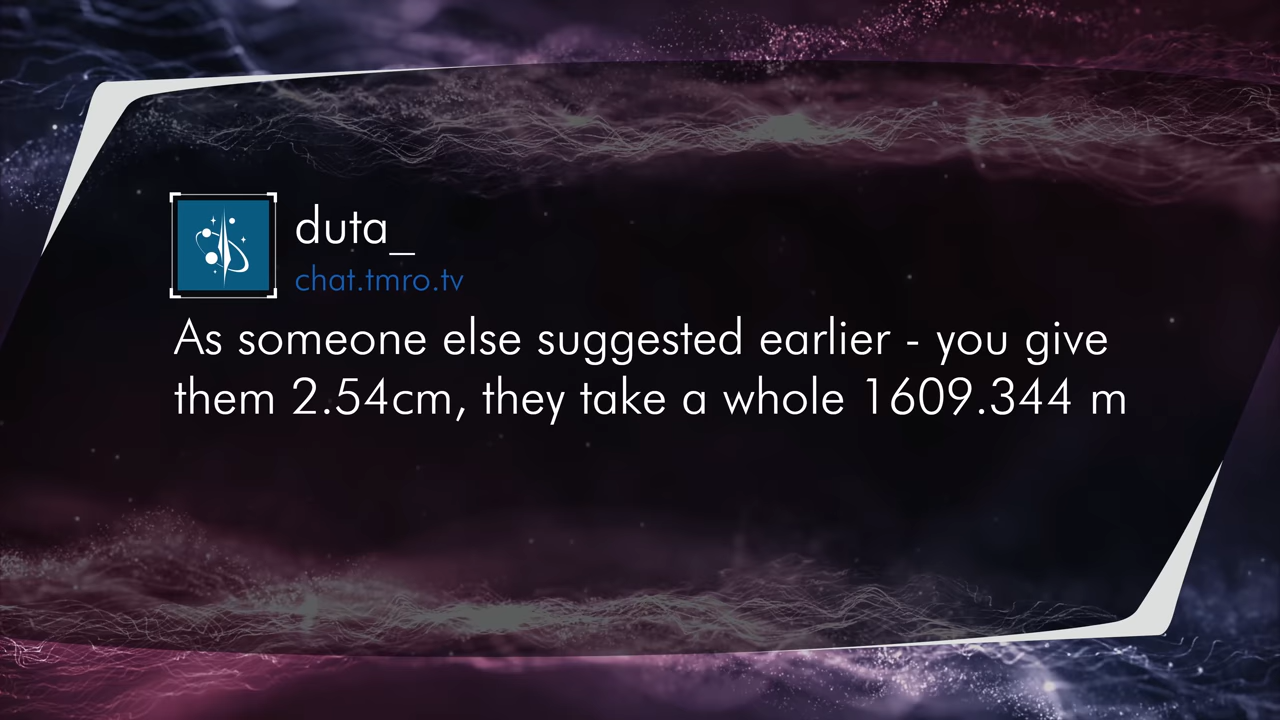 duta_
chat.tmro.tv
As someone else suggested earlier - you give
them 2.54cm, they take a whole 1609.344 m